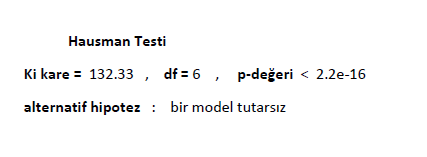 Hausman Testi
Ki kare = 132.33 , df = 6 , p-değeri < 2.2e-16
alternatif hipotez : bir model tutarsız